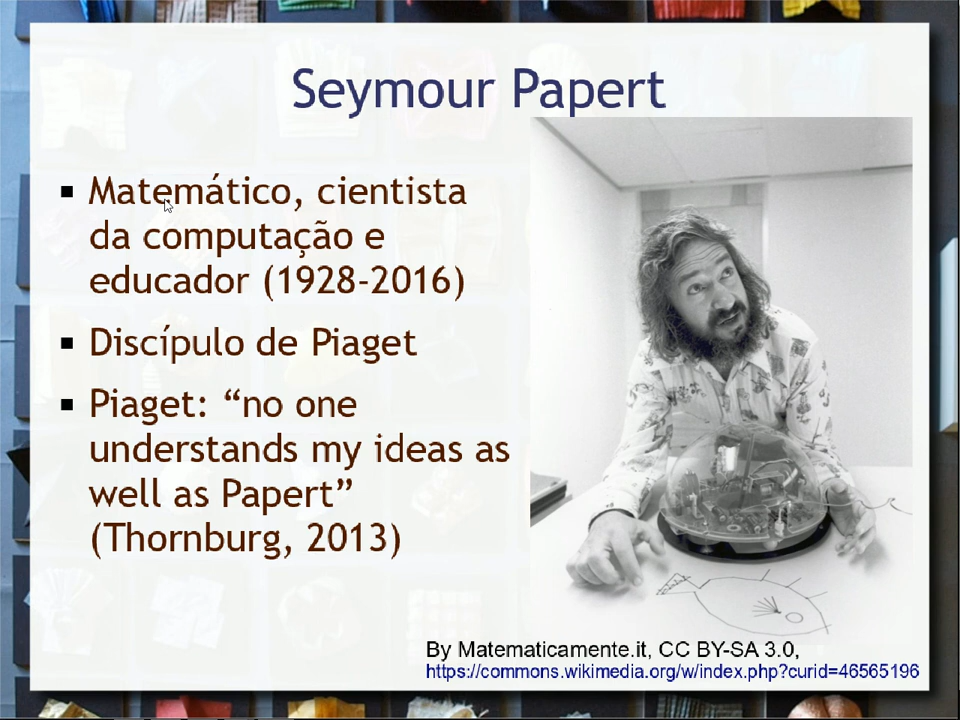 Seymour Papert
Matemático, cientista
da computação e
educador (1928-2016)
Discípulo de Piaget
Piaget: “no one
understands my ideas as
well as Papert”
(Thornburg, 2013)
By Matematicamente.it, CC BY-SA 3.0,
https://commons.wikimedia.org/w/index.php?curid=46565196